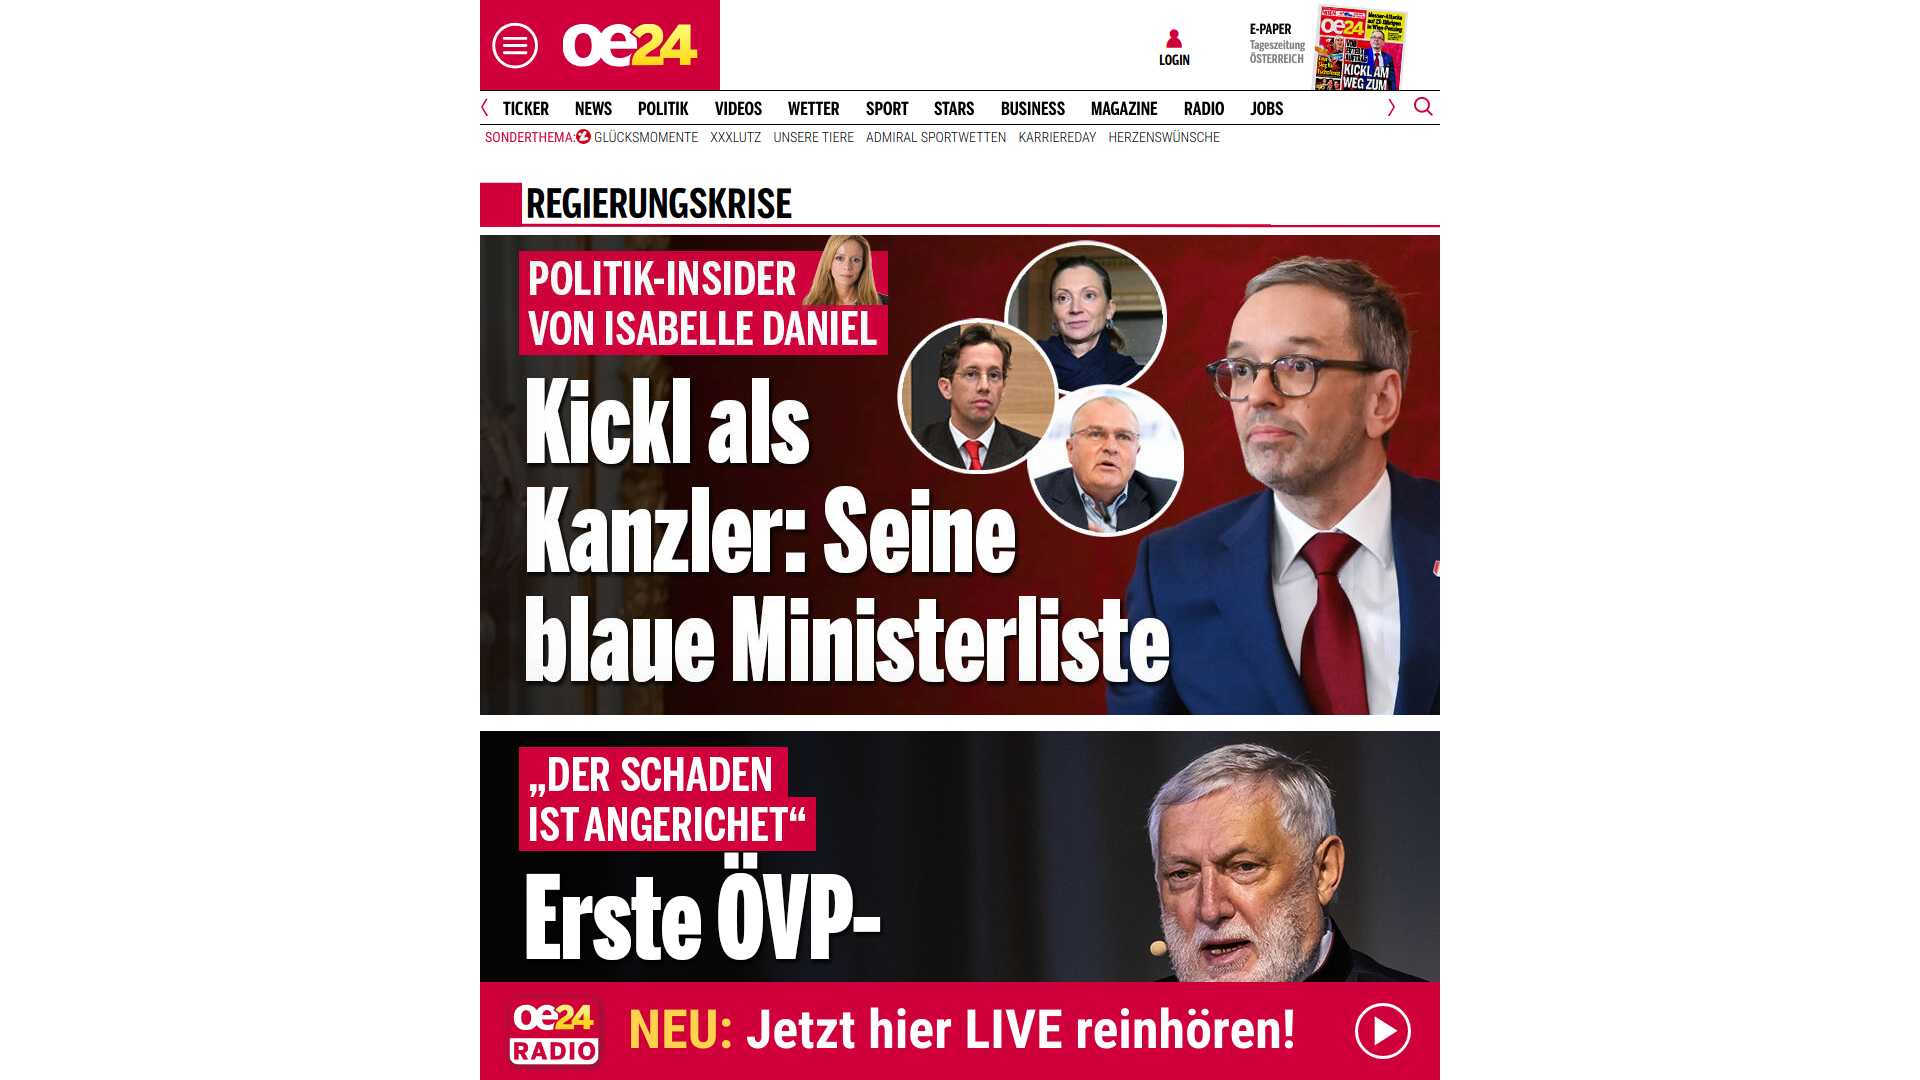 oe24
LOGIN
E-PAPER
Tageszeitung
ÖSTERREICH
oe24
KICKL AM
WEG ZUM
TICKER NEWS POLITIK VIDEOS WETTER SPORT STARS BUSINESS MAGAZINE RADIO JOBS
SONDERTHEMA: GLÜCKSMOMENTE XXXLUTZ UNSERE TIERE ADMIRAL SPORTWETTEN KARRIEREDAY HERZENSWÜNSCHE
REGIERUNGSKRISE
POLITIK-INSIDER
VON ISABELLE DANIEL
Kickl als
Kanzler: Seine
blaue Ministerliste
„DER SCHADEN
IST ANGERICHET“
Erste ÖVP-
oe24
RADIO
NEU: Jetzt hier LIVE reinhören!